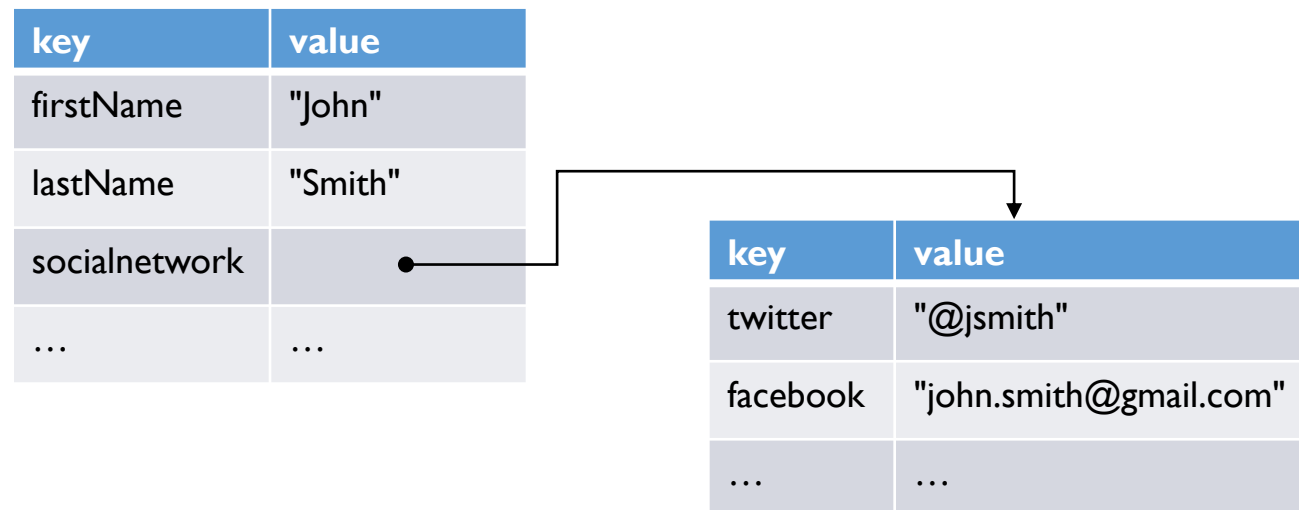 key value
firstName "John"
lastName "Smith"
socialnetwork
… …
key value
twitter "@jsmith"
facebook "john.smith@gmail.com"
… …